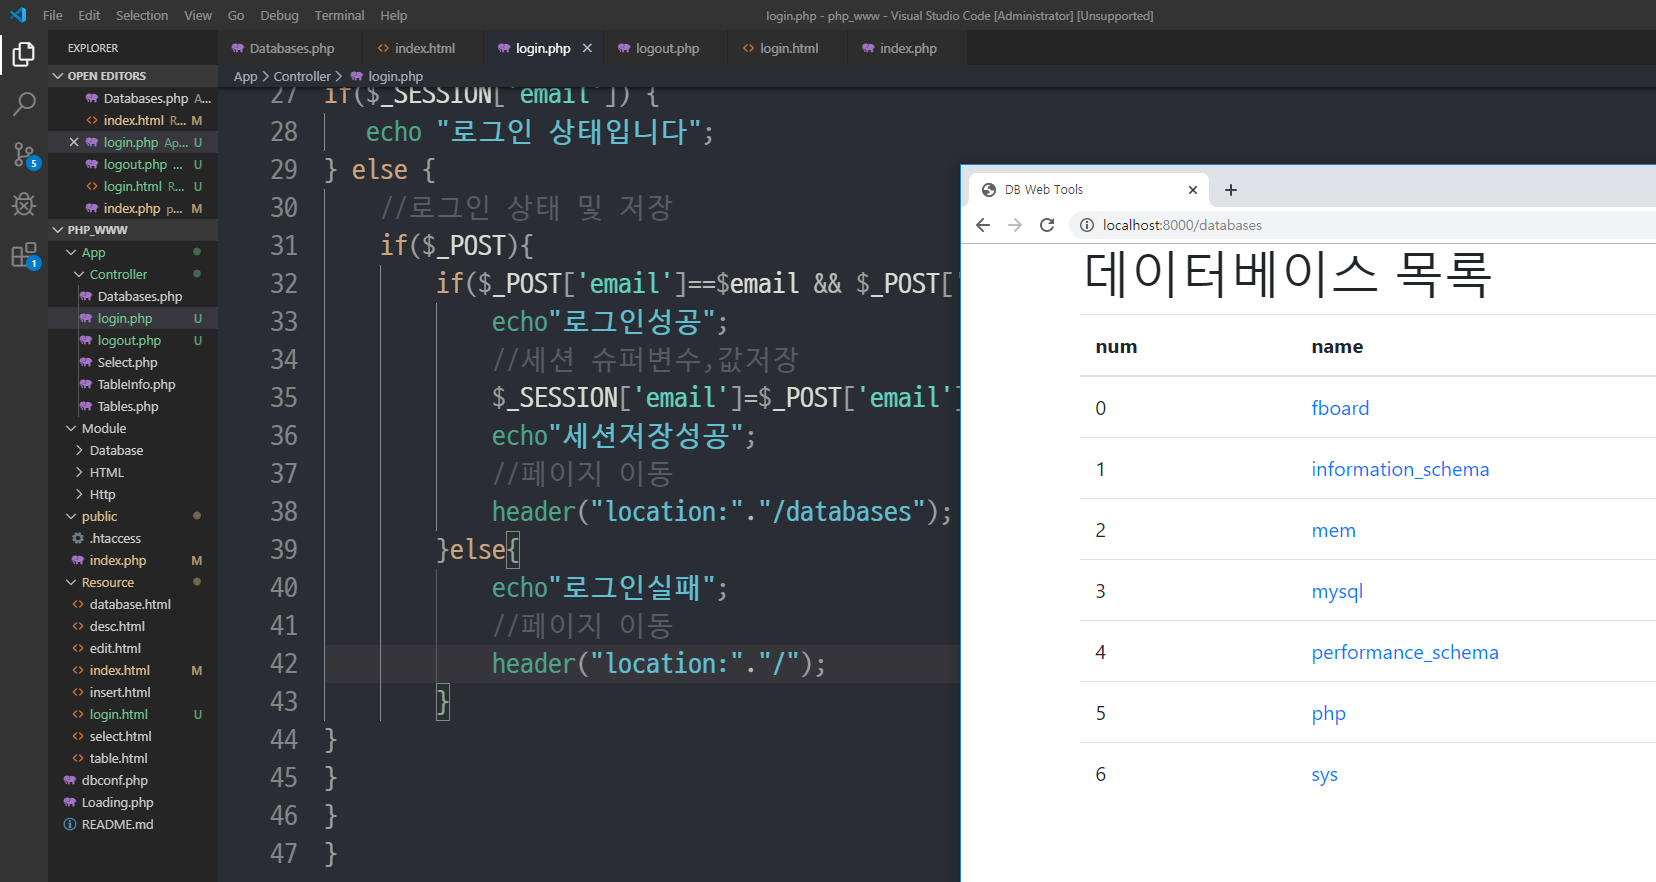 File Edit Selection View Go Debug Terminal Help
login.php - php_www - Visual Studio Code [Administrator] [Unsupported]
EXPLORER
OPEN EDITORS
Databases.php A...
index.html R... M
login.php Ap... U
logout.php ... U
login.html R... U
index.php p... M
PHP_WWW
App
Controller
Databases.php
login.php U
logout.php U
Select.php
TableInfo.php
Tables.php
Module
Database
HTML
Http
public
.htaccess
index.php M
Resource
database.html
desc.html
edit.html
index.html M
insert.html
login.html U
select.html
table.html
dbconf.php
Loading.php
README.md
5
1
Databases.php index.html login.php logout.php login.html index.php
App > Controller > login.php
27 if($_SESSION['email']) {
28 echo "로그인 상태입니다";
29 } else {
30 //로그인 상태 및 저장
31 if($_POST){
32 if($_POST['email']==$email && $_POST['
33 echo"로그인성공";
34 //세션 슈퍼변수,값저장
35 $_SESSION['email']=$_POST['email']
36 echo"세션저장성공";
37 //페이지 이동
38 header("location:"."/databases");
39 }else{
40 echo"로그인실패";
41 //페이지 이동
42 header("location:"."/");
43 }
44 }
45 }
46 }
47 }
DB Web Tools
localhost:8000/databases
데이터베이스 목록
num name
0 fboard
1 information_schema
2 mem
3 mysql
4 performance_schema
5 php
6 sys